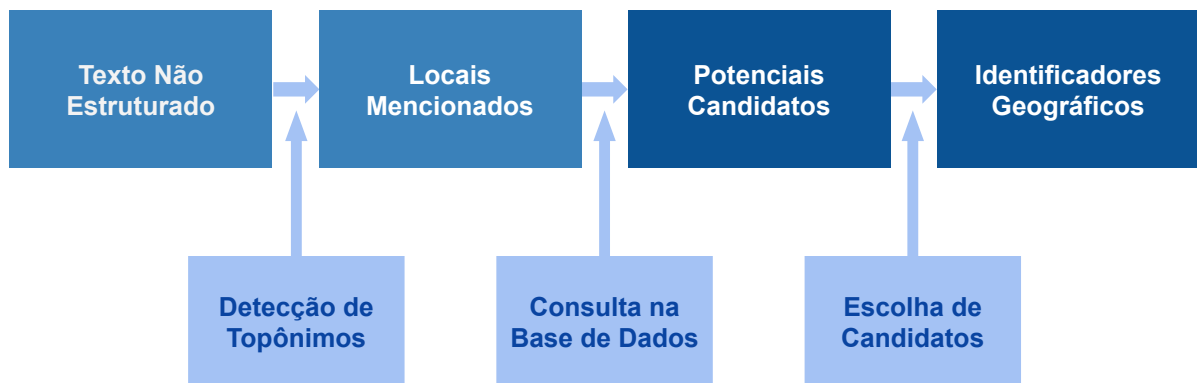 Texto Não
Estruturado
Locais
Mencionados
Potenciais
Candidatos
Identificadores
Geográficos
Detecção de
Topônimos
Consulta na
Base de Dados
Escolha de
Candidatos